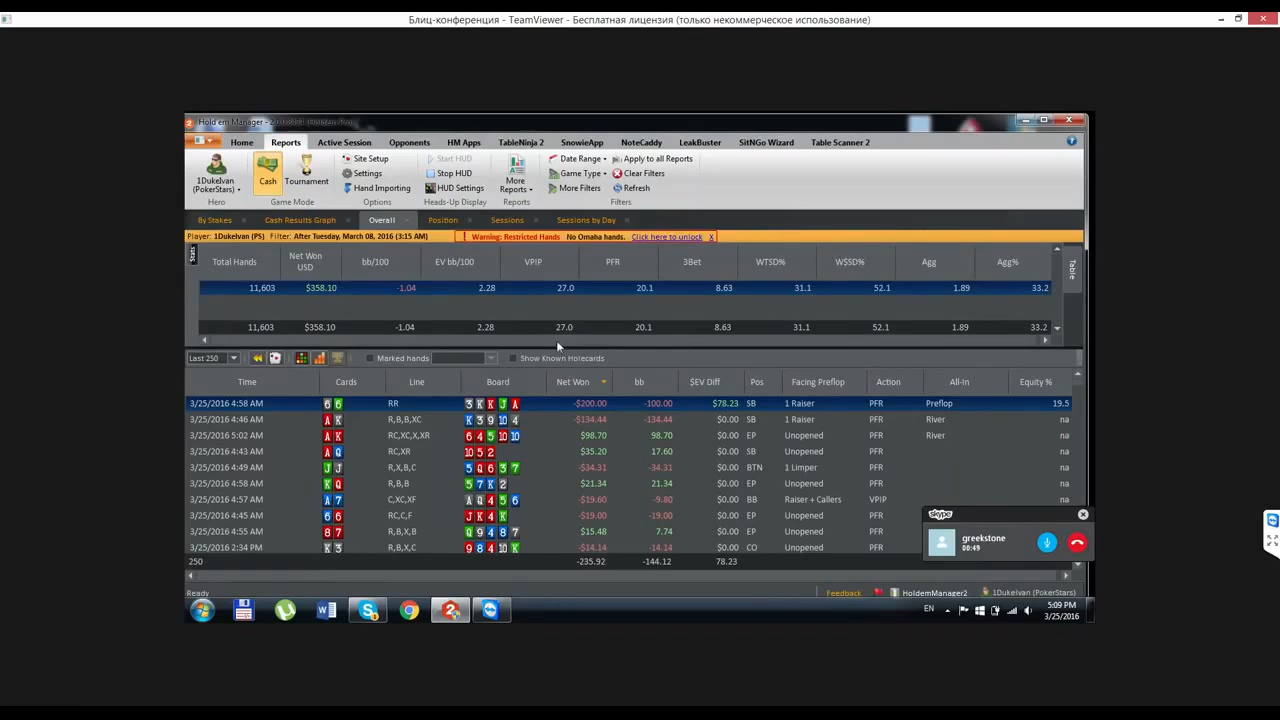 Блиц-конференция - TeamViewer - Бесплатная лицензия (только некоммерческое использование)
Home Reports Active Session Opponents HM Apps TableNinja 2 SnowieApp NoteCaddy LeakBuster SitNGo Wizard Table Scanner 2
Site Setup Start HUD Date Range Apply to all Reports
1DukeIvan Cash Tournament Settings Stop HUD More Game Type Clear Filters
(PokerStars) Hand Importing HUD Settings Reports More Filters Refresh
Hero Game Mode Options Heads-Up Display Reports Filters
By Stakes Cash Results Graph Overall Position Sessions Sessions by Day
Player: 1DukeIvan (PS) Filter: After Tuesday, March 08, 2016 (3:15 AM) Warning: Restricted Hands No Omaha hands. Click here to unlock X
Stats Total Hands Net Won USD bb/100 EV bb/100 VPIP PFR 3Bet WTSD% W$SD% Agg Agg% Table
11,603 $358.10 -1.04 2.28 27.0 20.1 8.63 31.1 52.1 1.89 33.2
11,603 $358.10 -1.04 2.28 27.0 20.1 8.63 31.1 52.1 1.89 33.2
Last 250 Marked hands Show Known Holecards
Time Cards Line Board Net Won bb $EV Diff Pos Facing Preflop Action All-In Equity %
3/25/2016 4:58 AM 6 6 RR 3 K K J A -$200.00 -100.00 $78.23 SB 1 Raiser PFR Preflop 19.5
3/25/2016 4:46 AM A K R,B,B,XC K 3 9 10 4 -$134.44 -134.44 $0.00 SB 1 Raiser PFR River na
3/25/2016 5:02 AM A K RC,XC,X,XR 6 4 5 10 10 $98.70 98.70 $0.00 EP Unopened PFR River na
3/25/2016 4:43 AM A Q RC,XR 10 5 2 $35.20 17.60 $0.00 SB Unopened PFR na
3/25/2016 4:49 AM J J R,X,B,C 5 Q 6 3 7 -$34.31 -34.31 $0.00 BTN 1 Limper PFR na
3/25/2016 4:58 AM K Q R,B,B 5 7 K 2 $21.34 21.34 $0.00 EP Unopened PFR na
3/25/2016 4:57 AM A 7 C,XC,XF A Q 4 5 6 -$19.60 -9.80 $0.00 BB Raiser + Callers VPIP na
3/25/2016 4:45 AM 6 6 RC,C,F J K 4 K -$19.00 -19.00 $0.00 EP Unopened PFR
3/25/2016 4:55 AM 8 7 R,B,X,B Q 9 4 8 7 $15.48 7.74 $0.00 EP Unopened PFR
3/25/2016 2:34 PM K 3 R,B,X,C 9 8 4 10 K -$14.14 -14.14 $0.00 CO Unopened PFR
250 -235.92 -144.12 78.23
skype
greekstone
00:49
Ready Feedback HoldemManager2 1DukeIvan (PokerStars)
EN 5:09 PM
3/25/2016